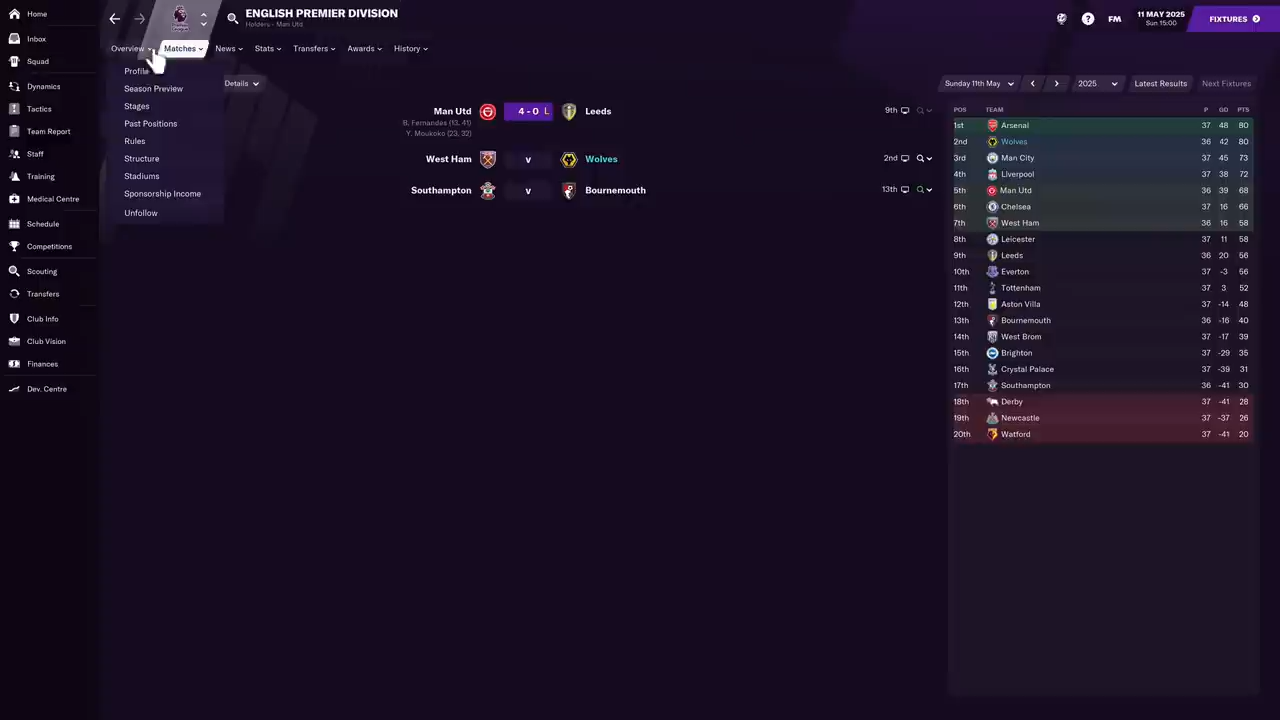 Home
Inbox
Squad
Dynamics
Tactics
Team Report
Staff
Training
Medical Centre
Schedule
Competitions
Scouting
Transfers
Club Info
Club Vision
Finances
Dev. Centre
ENGLISH PREMIER DIVISION
Holders - Man Utd
FM
11 MAY 2025
Sun 15:00
FIXTURES
Overview
Matches
News
Stats
Transfers
Awards
History
Profile
Season Preview
Stages
Past Positions
Rules
Structure
Stadiums
Sponsorship Income
Unfollow
Details
Sunday 11th May
2025
Latest Results
Next Fixtures
Man Utd 4 - 0 L Leeds 9th
B. Fernandes (13, 41)
Y. Moukoko (23, 32)
West Ham v Wolves 2nd
Southampton v Bournemouth 13th
POS TEAM P GD PTS
1st Arsenal 37 48 80
2nd Wolves 36 42 80
3rd Man City 37 45 73
4th Liverpool 37 38 72
5th Man Utd 36 39 68
6th Chelsea 37 16 66
7th West Ham 36 16 58
8th Leicester 37 11 58
9th Leeds 36 20 56
10th Everton 37 -3 56
11th Tottenham 37 3 52
12th Aston Villa 37 -14 48
13th Bournemouth 36 -16 40
14th West Brom 37 -17 39
15th Brighton 37 -29 35
16th Crystal Palace 37 -39 31
17th Southampton 36 -41 30
18th Derby 37 -41 28
19th Newcastle 37 -37 26
20th Watford 37 -41 20